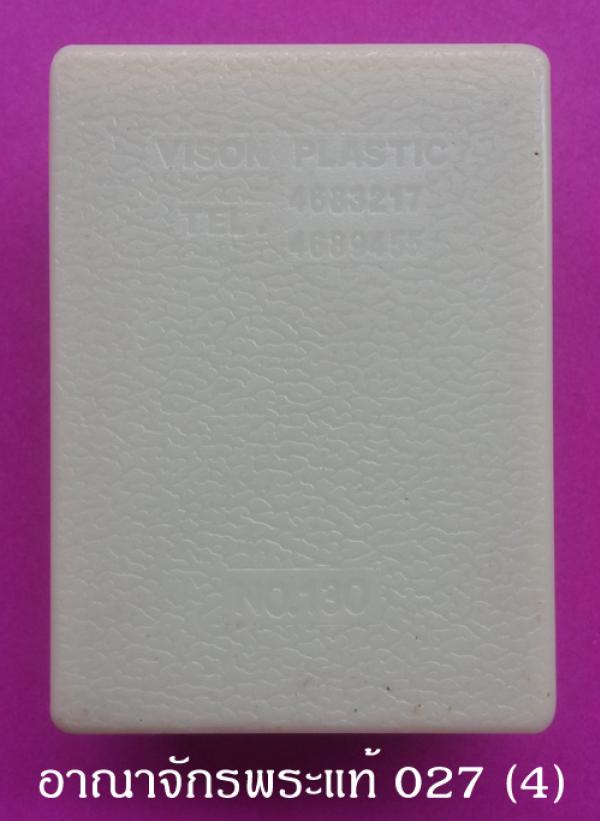 VISON PLASTIC
4683217
TEL.
4689455
NO.130
อาณาจักรพระแท้ 027 (4)